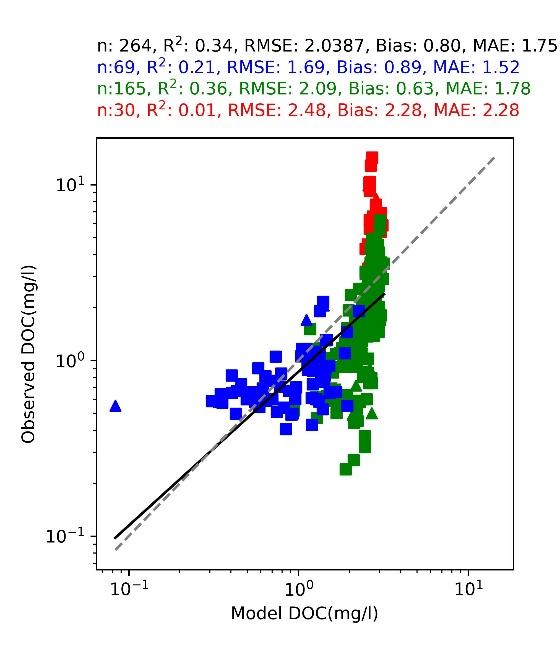 n: 264, R²: 0.34, RMSE: 2.0387, Bias: 0.80, MAE: 1.75
n:69, R²: 0.21, RMSE: 1.69, Bias: 0.89, MAE: 1.52
n:165, R²: 0.36, RMSE: 2.09, Bias: 0.63, MAE: 1.78
n:30, R²: 0.01, RMSE: 2.48, Bias: 2.28, MAE: 2.28
10¹
10⁰
10⁻¹
Observed DOC(mg/l)
10⁻¹ 10⁰ 10¹
Model DOC(mg/l)